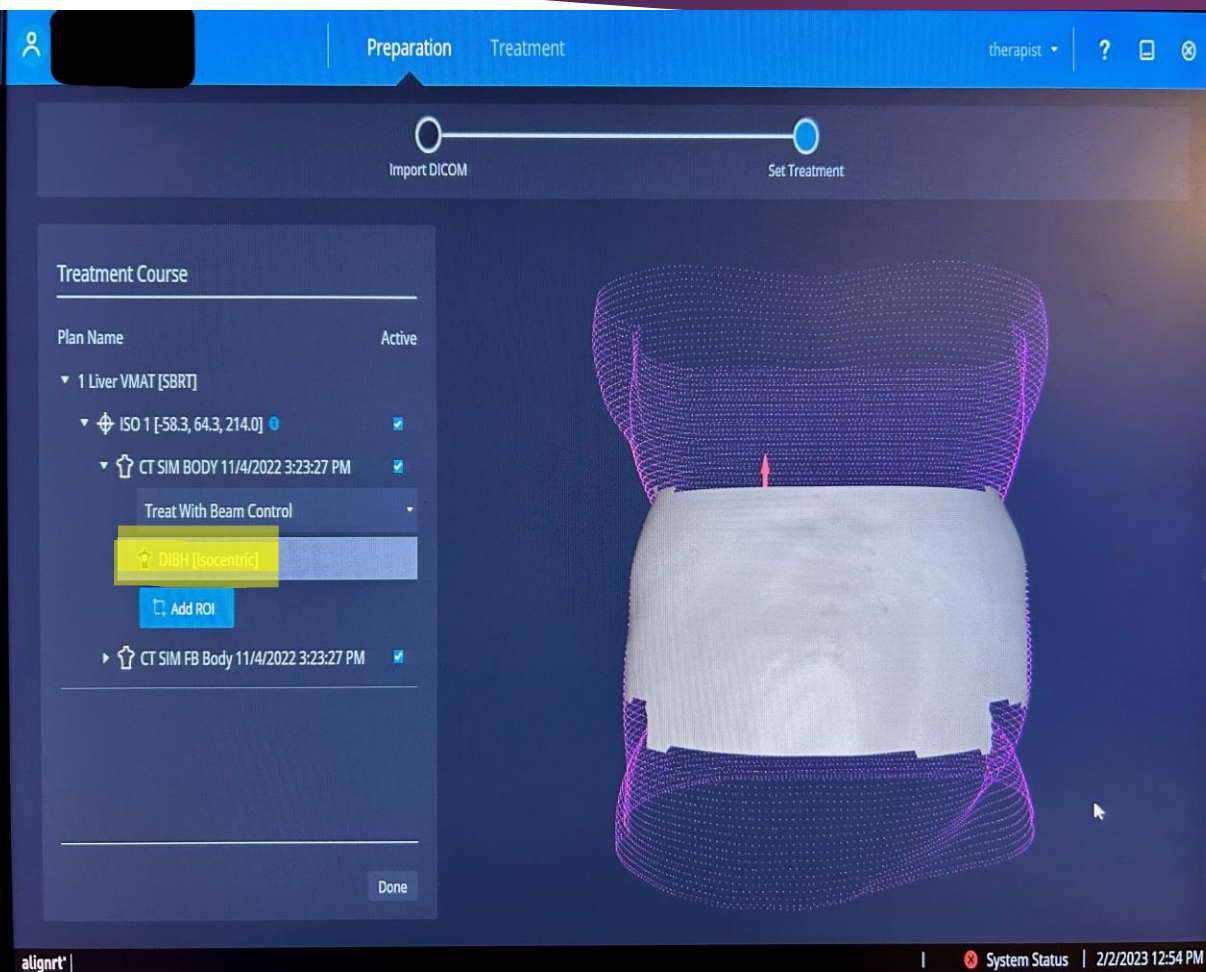 Preparation Treatment therapist ?
Import DICOM Set Treatment
Treatment Course
Plan Name Active
1 Liver VMAT [SBRT]
ISO 1 [-58.3, 64.3, 214.0]
CT SIM BODY 11/4/2022 3:23:27 PM
Treat With Beam Control
DIBH [Isocentric]
Add ROI
CT SIM FB Body 11/4/2022 3:23:27 PM
Done
alignrt System Status 2/2/2023 12:54 PM